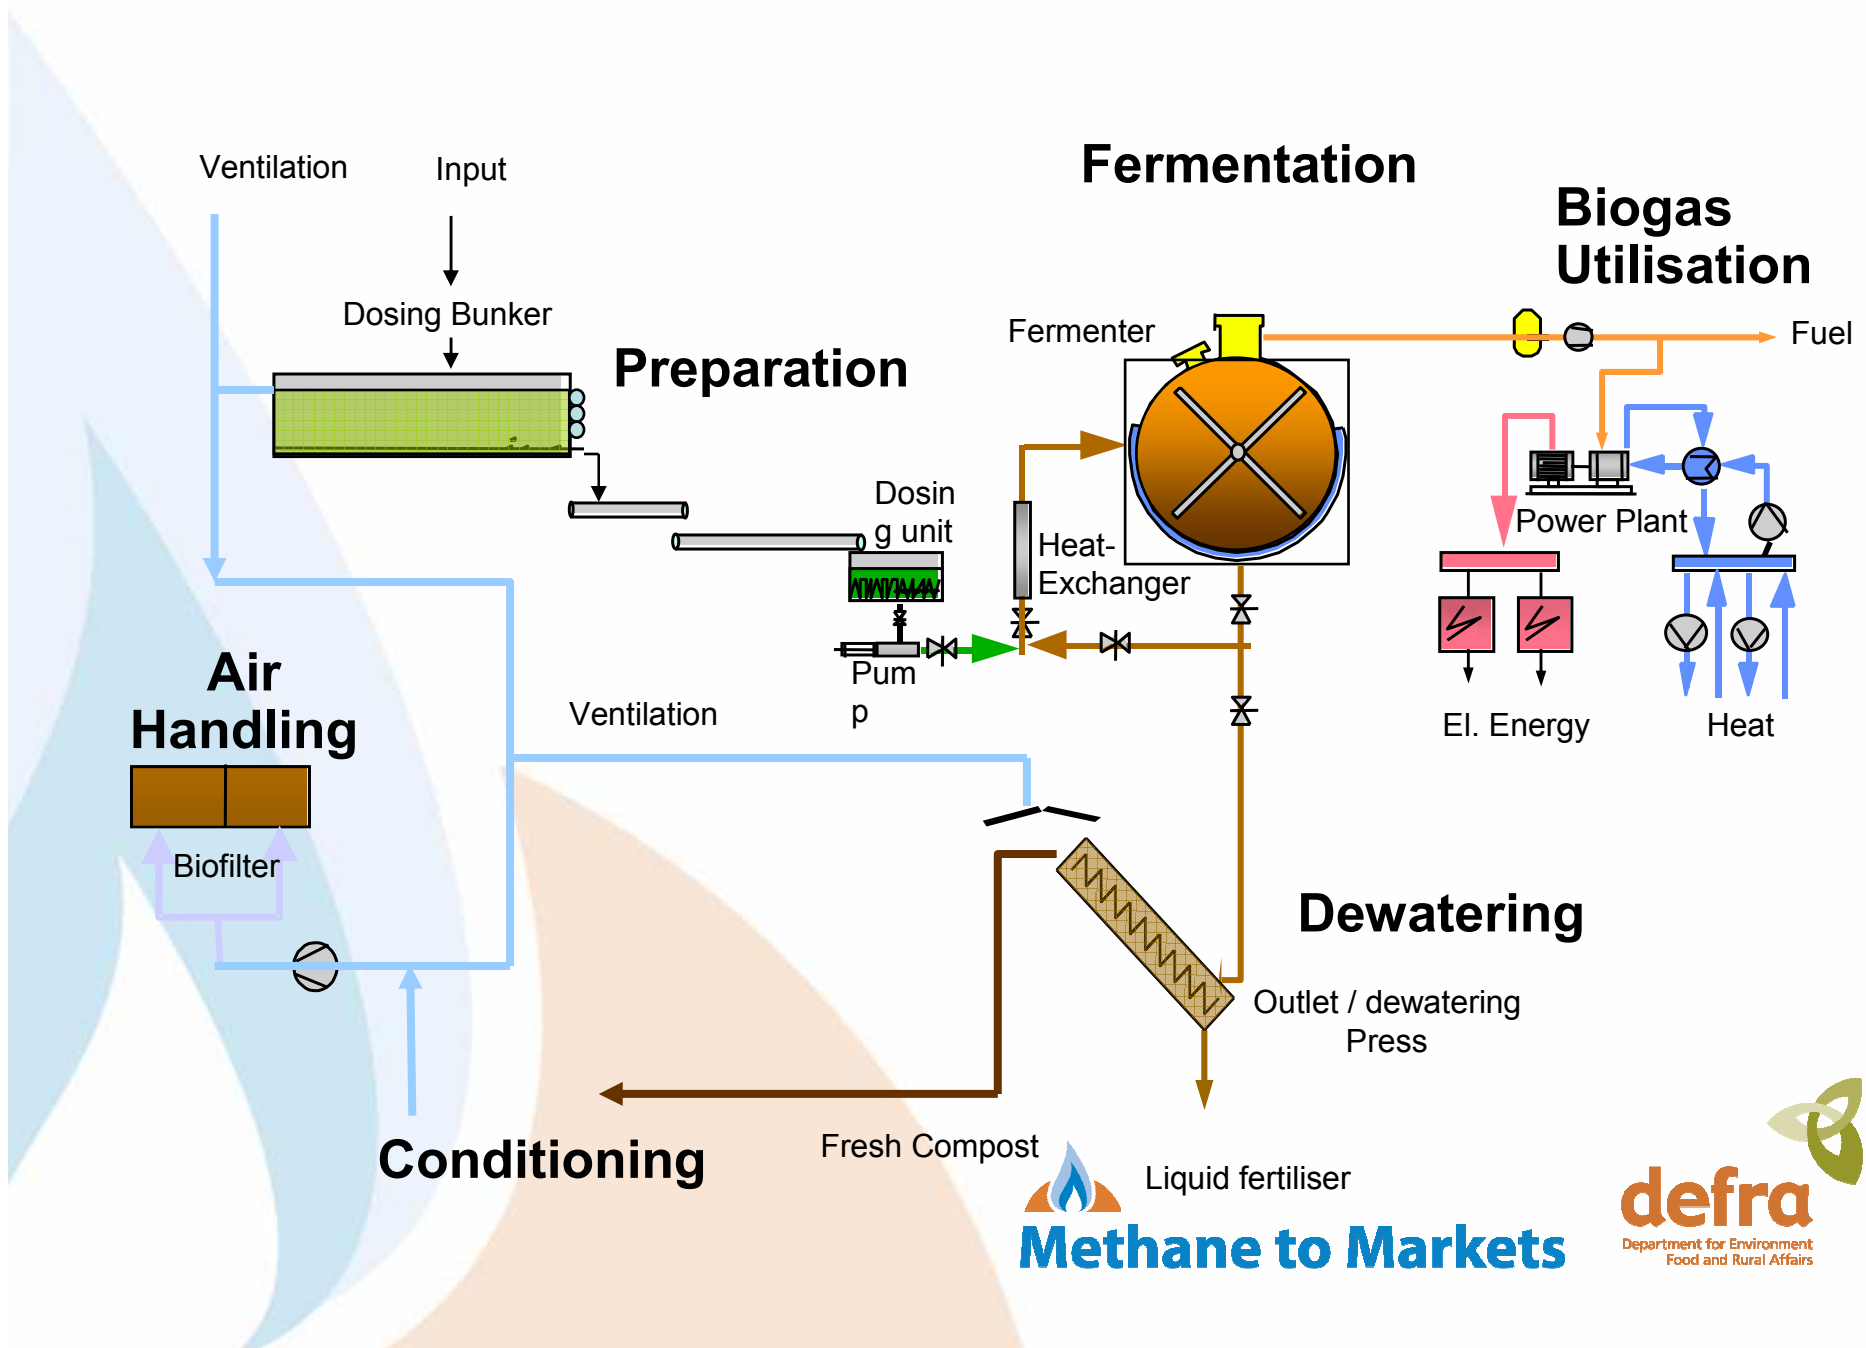 Ventilation
Input
Fermentation
Biogas
Utilisation
Dosing Bunker
Fermenter
Fuel
Preparation
Dosin
g unit
Heat-
Exchanger
Power Plant
Pum
p
Air
Handling
Ventilation
El. Energy
Heat
Biofilter
Dewatering
Outlet / dewatering
Press
Conditioning
Fresh Compost
Liquid fertiliser
Methane to Markets
defra
Department for Environment
Food and Rural Affairs